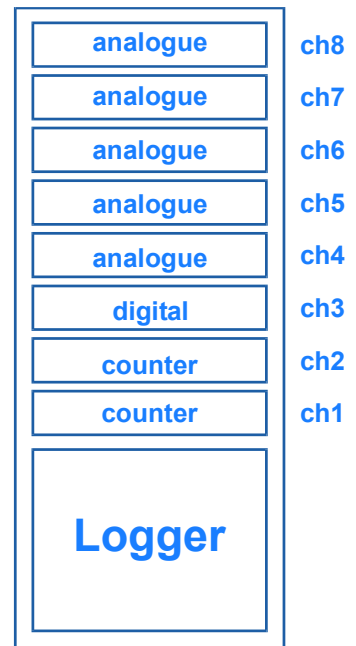 analogue ch8
analogue ch7
analogue ch6
analogue ch5
analogue ch4
digital ch3
counter ch2
counter ch1
Logger